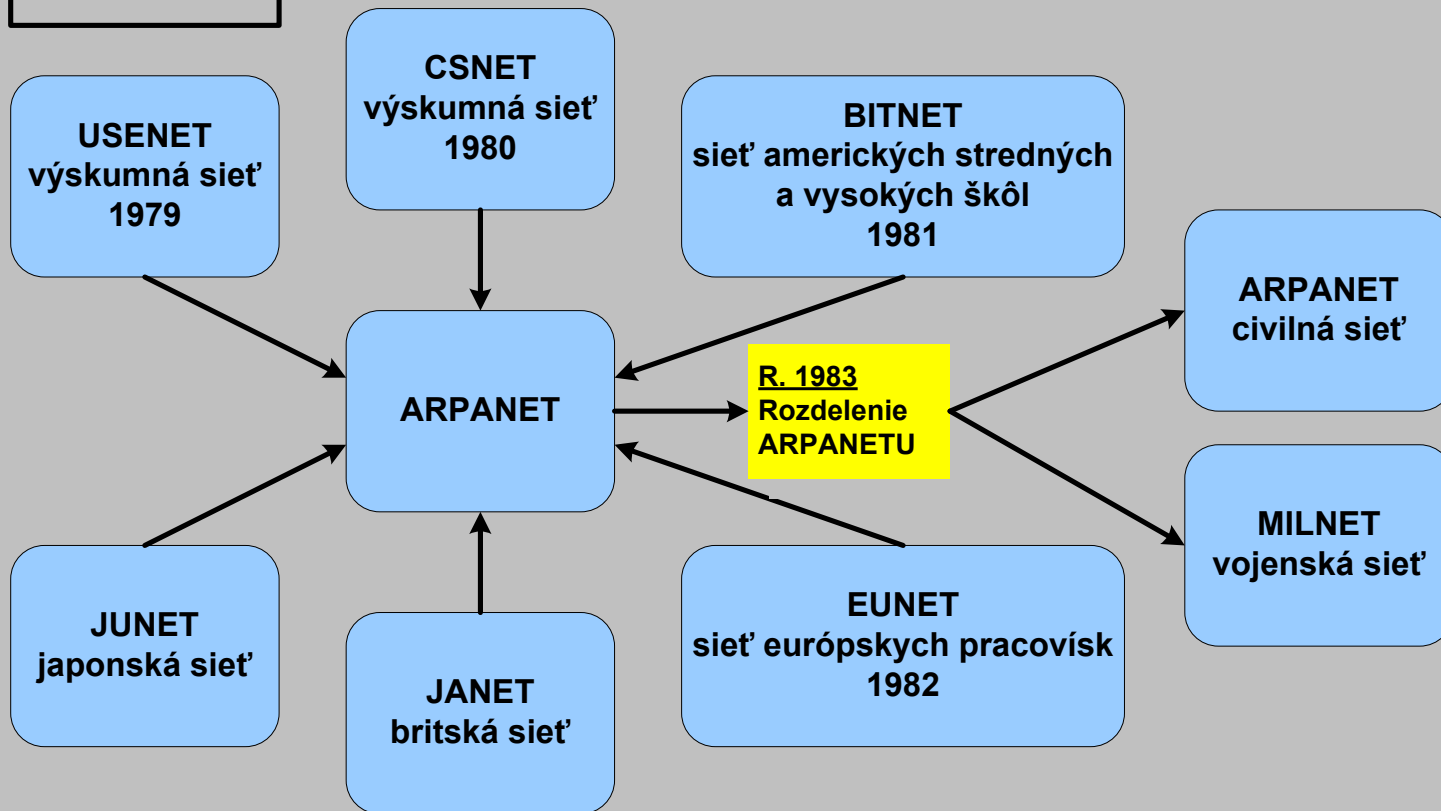 USENET
výskumná sieť
1979
CSNET
výskumná sieť
1980
BITNET
sieť amerických stredných
a vysokých škôl
1981
ARPANET
civilná sieť
ARPANET
R. 1983
Rozdelenie
ARPANETU
MILNET
vojenská sieť
JUNET
japonská sieť
JANET
britská sieť
EUNET
sieť európskych pracovísk
1982